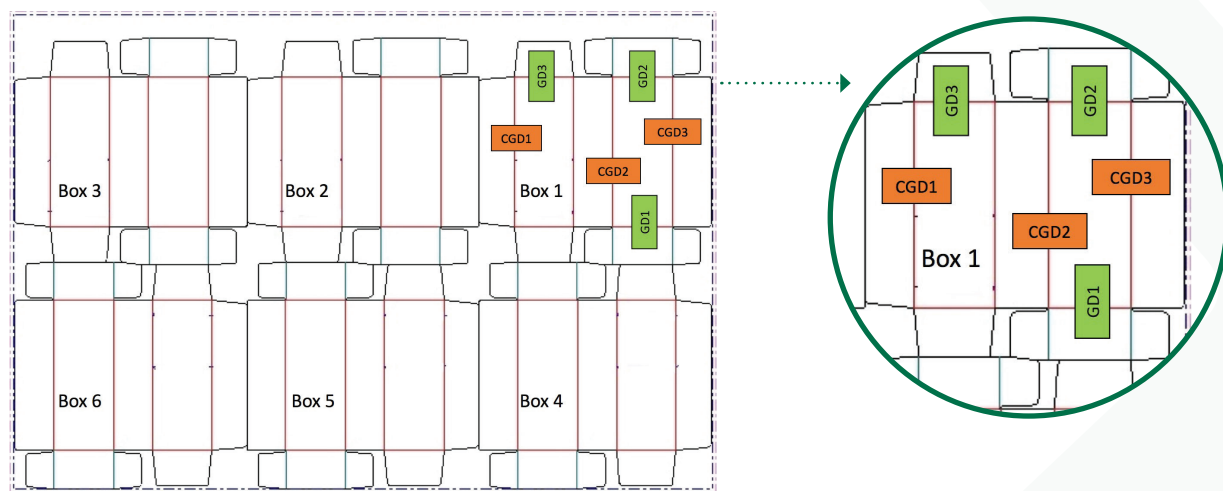 GD3
GD2
CGD1
CGD3
CGD2
Box 3
Box 2
Box 1
GD1
Box 6
Box 5
Box 4
GD3
GD2
CGD1
CGD3
CGD2
Box 1
GD1